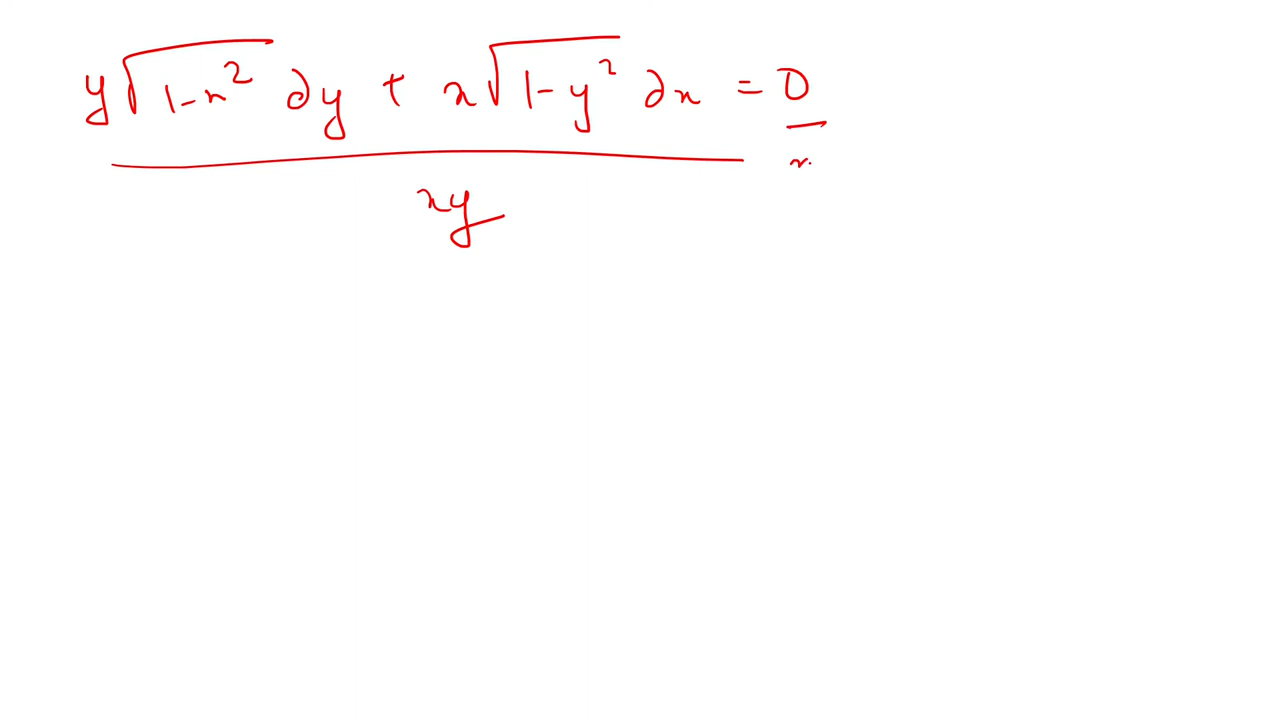 y√(1-x²) ∂y + x√(1-y²) ∂x = 0
xy
x